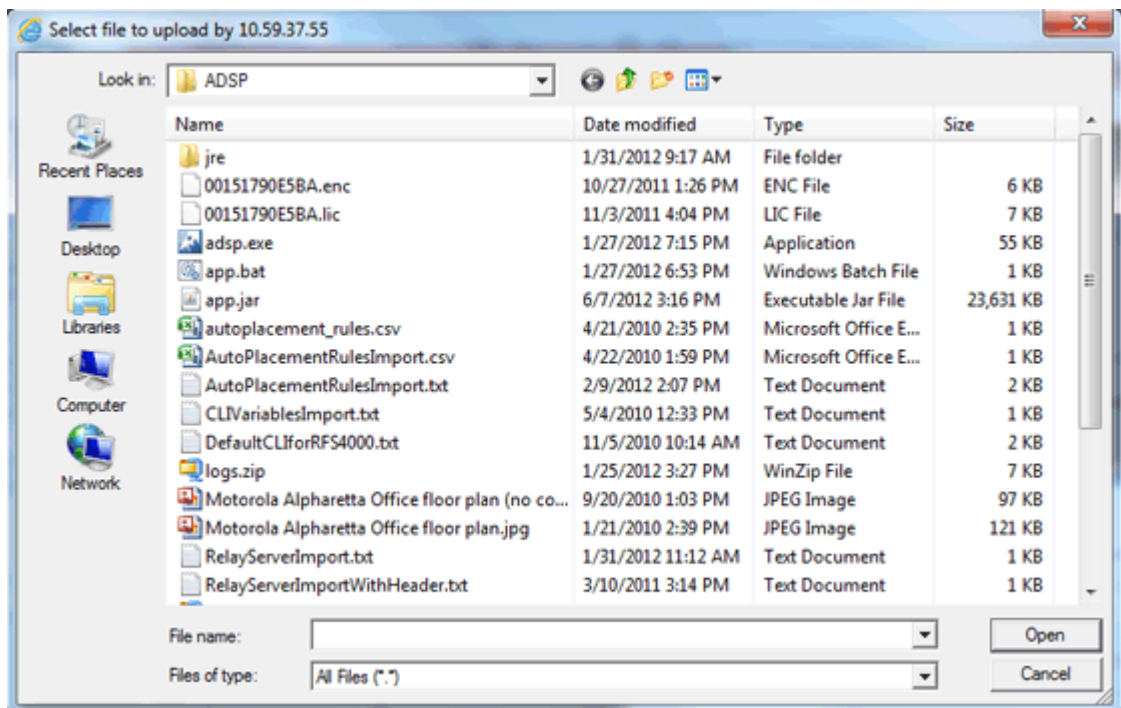 Select file to upload by 10.59.37.55
Look in: ADSP
Name Date modified Type Size
jre 1/31/2012 9:17 AM File folder
00151790E5BA.enc 10/27/2011 1:26 PM ENC File 6 KB
00151790E5BA.lic 11/3/2011 4:04 PM LIC File 7 KB
adsp.exe 1/27/2012 7:15 PM Application 55 KB
app.bat 1/27/2012 6:53 PM Windows Batch File 1 KB
app.jar 6/7/2012 3:16 PM Executable Jar File 23,631 KB
autoplacement_rules.csv 4/21/2010 2:35 PM Microsoft Office E... 1 KB
AutoPlacementRulesImport.csv 4/22/2010 1:59 PM Microsoft Office E... 1 KB
AutoPlacementRulesImport.txt 2/9/2012 2:07 PM Text Document 2 KB
CLIVariablesImport.txt 5/4/2010 12:33 PM Text Document 1 KB
DefaultCLIforRFS4000.txt 11/5/2010 10:14 AM Text Document 2 KB
logs.zip 1/25/2012 3:27 PM WinZip File 7 KB
Motorola Alpharetta Office floor plan (no co... 9/20/2010 1:03 PM JPEG Image 97 KB
Motorola Alpharetta Office floor plan.jpg 1/21/2010 2:39 PM JPEG Image 121 KB
RelayServerImport.txt 1/31/2012 11:12 AM Text Document 1 KB
RelayServerImportWithHeader.txt 3/10/2011 3:14 PM Text Document 1 KB
Recent Places
Desktop
Libraries
Computer
Network
File name: Open
Files of type: All Files (*.*) Cancel